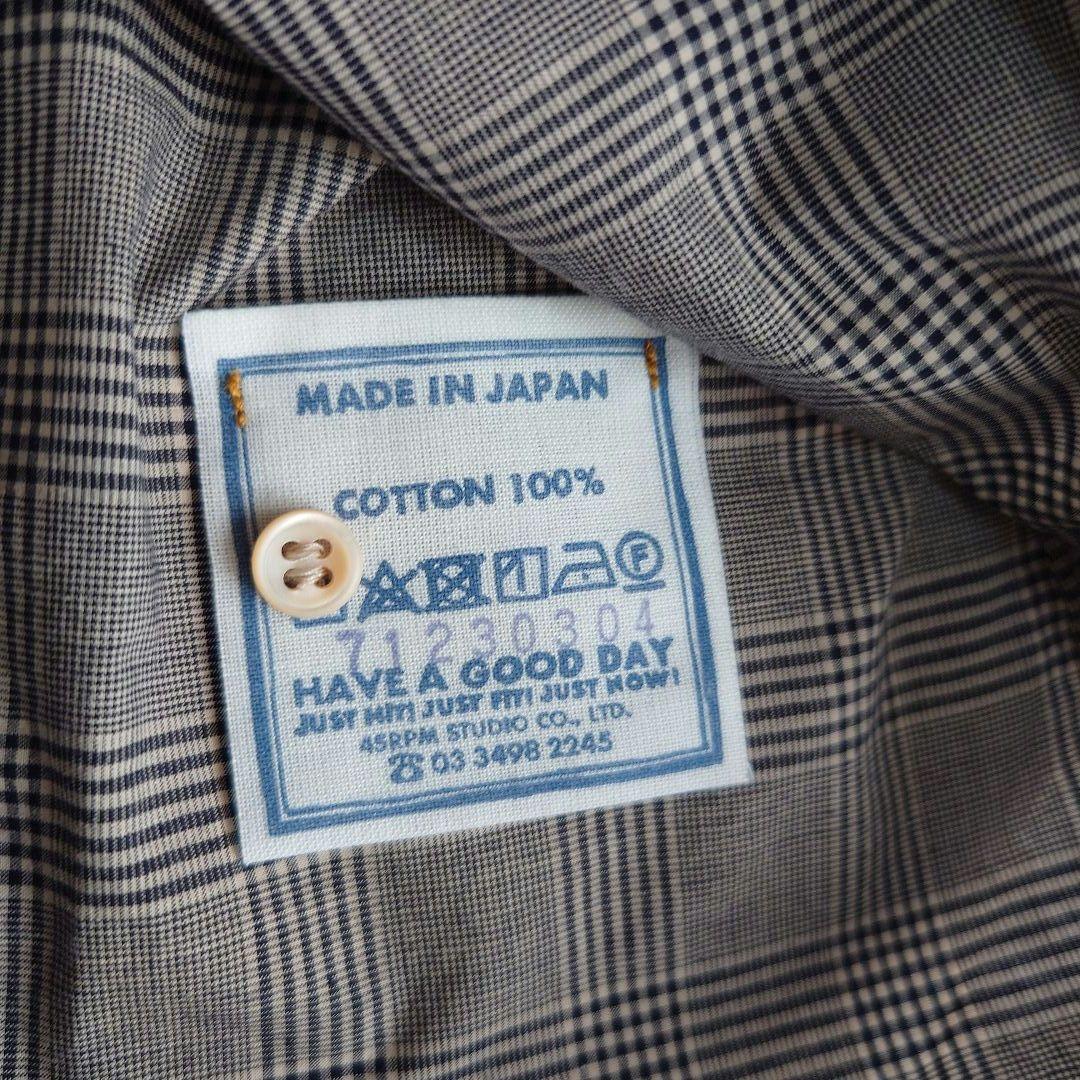 MADE IN JAPAN
COTTON 100%
F
71230304
HAVE A GOOD DAY
JUST HIT! JUST FIT! JUST NOW!
45RPM STUDIO CO., LTD.
☎ 03 3498 2245